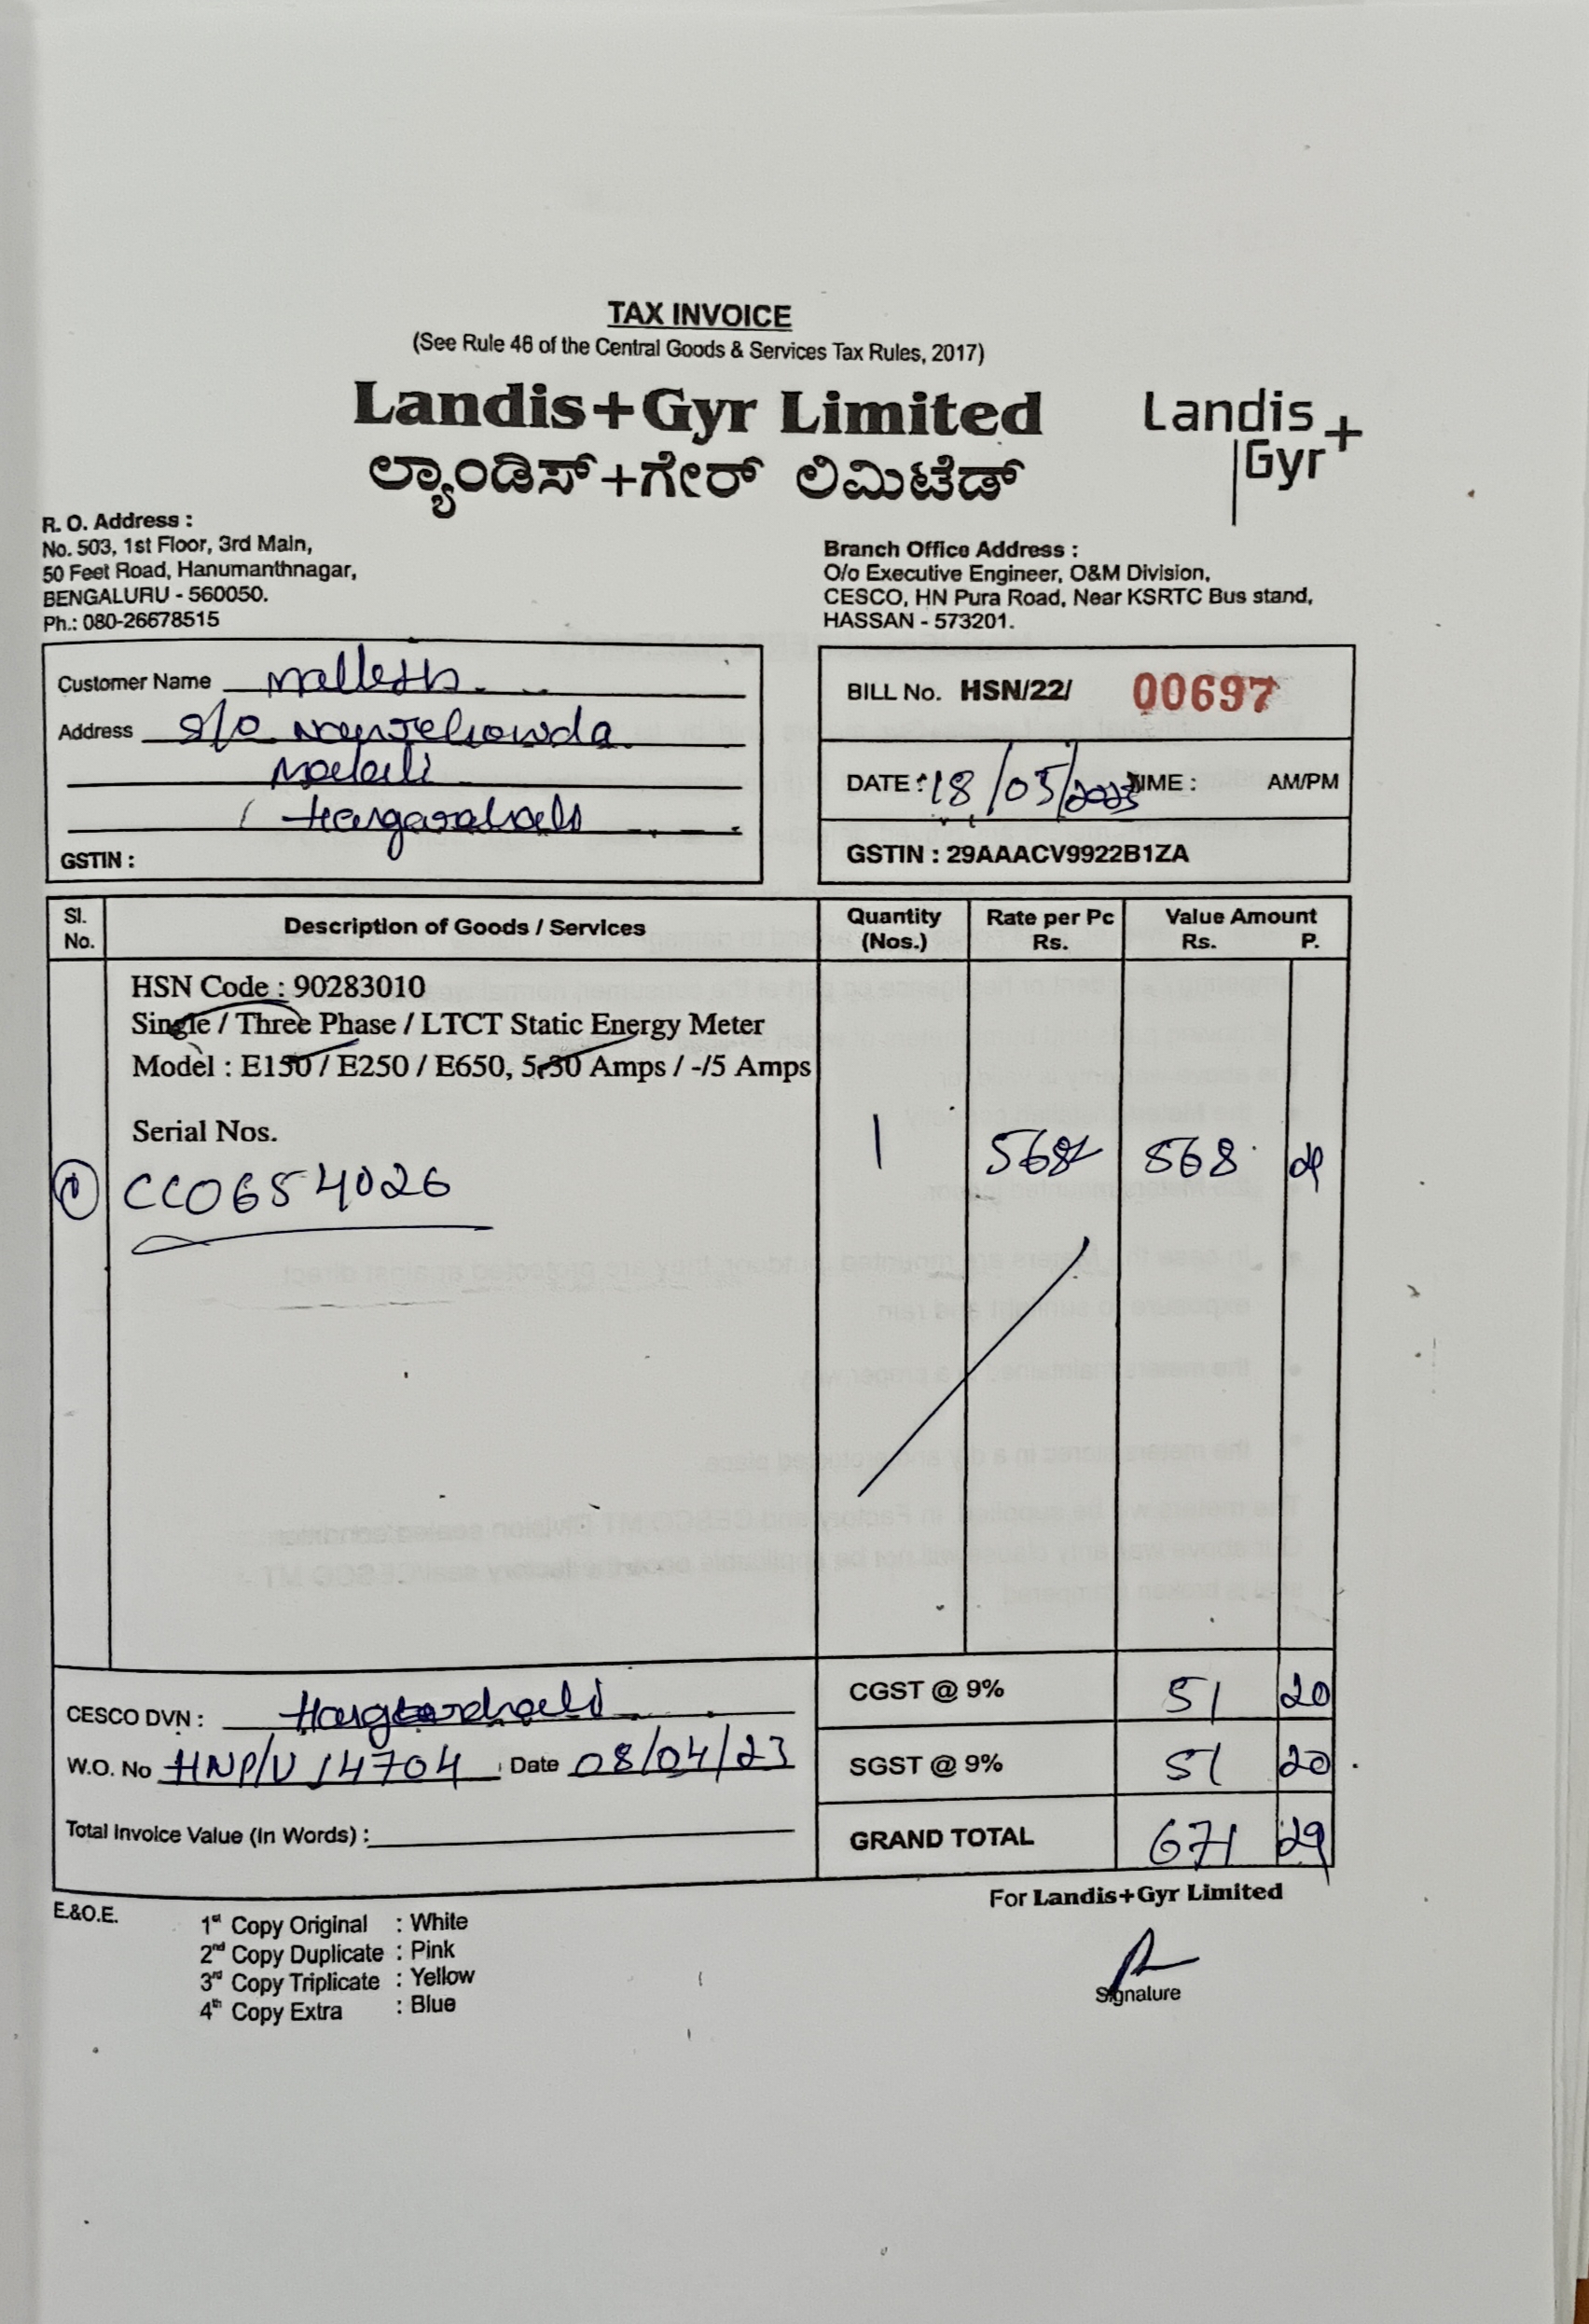 TAX INVOICE
(See Rule 46 of the Central Goods & Services Tax Rules, 2017)
Landis+Gyr Limited
ಲ್ಯಾಂಡಿಸ್+ಗೇರ್ ಲಿಮಿಟೆಡ್
Landis
Gyr+
R. O. Address :
No. 503, 1st Floor, 3rd Main,
50 Feet Road, Hanumanthnagar,
BENGALURU - 560050.
Ph.: 080-26678515
Branch Office Address :
O/o Executive Engineer, O&M Division,
CESCO, HN Pura Road, Near KSRTC Bus stand,
HASSAN - 573201.
Customer Name
Address S/o
GSTIN :
BILL No. HSN/22/ 00697
DATE : 18/05/2023 TIME : AM/PM
GSTIN : 29AAACV9922B1ZA
Sl. No. Description of Goods / Services Quantity (Nos.) Rate per Pc Rs. Value Amount Rs. P.
HSN Code : 90283010
Single / Three Phase / LTCT Static Energy Meter
Model : E150 / E250 / E650, 5-30 Amps / -/5 Amps
Serial Nos.
1 CC0654026 1 568 568
CESCO DVN :
W.O. No HNP/U/4704 Date 08/04/23
Total Invoice Value (In Words) :
CGST @ 9% 51 20
SGST @ 9% 51 20
GRAND TOTAL 671 29
E.&O.E.
1st Copy Original : White
2nd Copy Duplicate : Pink
3rd Copy Triplicate : Yellow
4th Copy Extra : Blue
For Landis+Gyr Limited
Signature